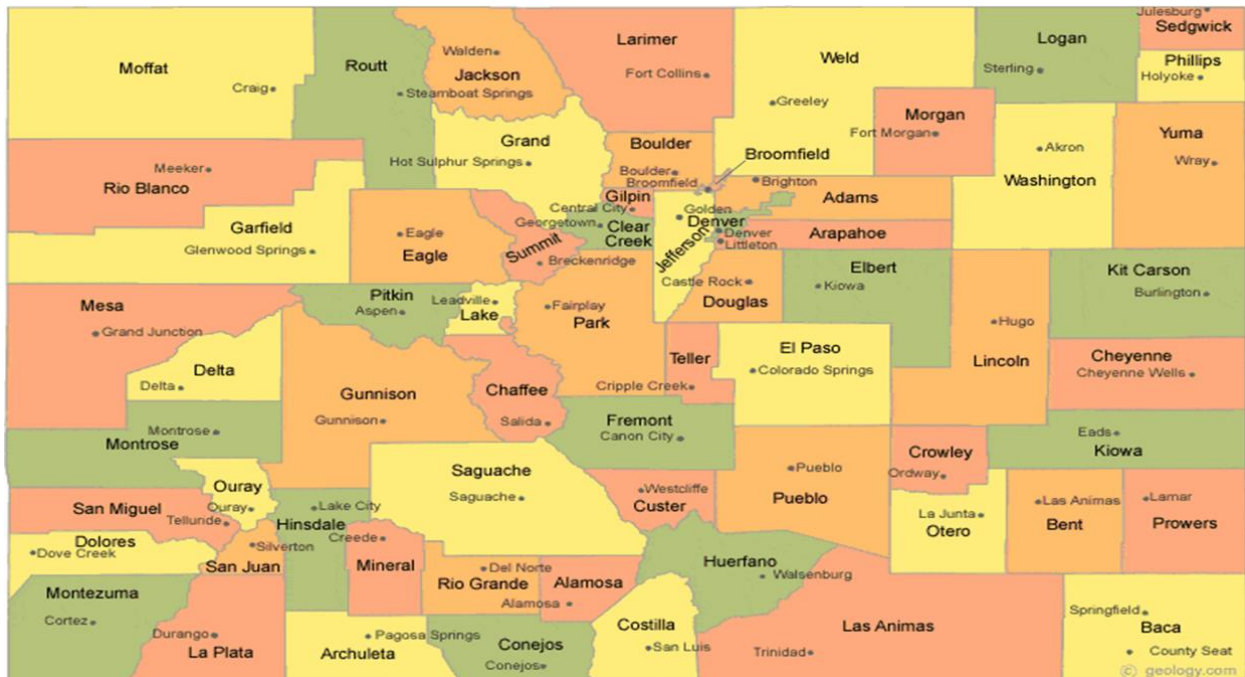 Julesburg
Sedgwick
Larimer
Logan
Walden
Weld
Routt
Phillips
Moffat
Jackson
Fort Collins
Sterling
Holyoke
Craig
Steamboat Springs
Greeley
Morgan
Grand
Boulder
Fort Morgan
Yuma
Akron
Broomfield
Hot Sulphur Springs
Wray
Meeker
Boulder
Washington
Rio Blanco
Broomfield
Brighton
Gilpin
Adams
Central City
Golden
Garfield
Georgetown
Clear
Creek
Denver
Eagle
Denver
Arapahoe
Glenwood Springs
Summit
Littleton
Eagle
Jefferson
Breckenridge
Elbert
Kit Carson
Castle Rock
Kiowa
Burlington
Mesa
Pitkin
Leadville
Douglas
Aspen
Fairplay
Lake
Park
Hugo
Grand Junction
El Paso
Teller
Lincoln
Cheyenne
Delta
Colorado Springs
Cheyenne Wells
Delta
Gunnison
Chaffee
Cripple Creek
Gunnison
Salida
Fremont
Montrose
Canon City
Eads
Montrose
Crowley
Kiowa
Saguache
Pueblo
Ordway
Ouray
Saguache
Westcliffe
Pueblo
San Miguel
Ouray
Lake City
Custer
Las Animas
Lamar
Telluride
Hinsdale
La Junta
Bent
Prowers
Dolores
Silverton
Creede
Otero
Dove Creek
San Juan
Mineral
Del Norte
Huerfano
Rio Grande
Alamosa
Walsenburg
Montezuma
Alamosa
Springfield
Cortez
Durango
Pagosa Springs
Costilla
Las Animas
Baca
La Plata
Archuleta
Conejos
San Luis
Trinidad
County Seat
Conejos
© geology.com